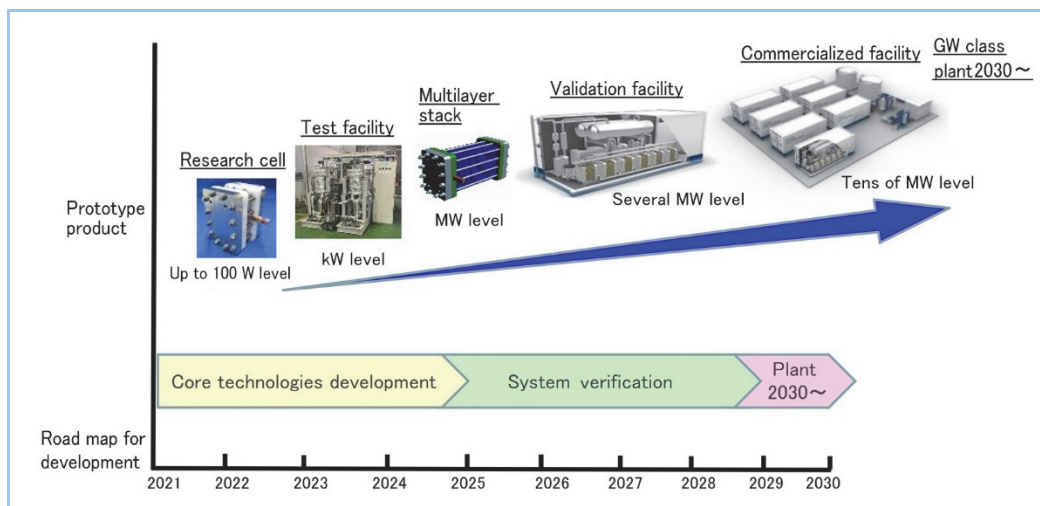 Commercialized facility
GW class
plant2030～
Validation facility
Multilayer
stack
Test facility
Research cell
Tens of MW level
Several MW level
MW level
Prototype
product
kW level
Up to 100 W level
Core technologies development
System verification
Plant
2030～
Road map for
development
2021
2022
2023
2024
2025
2026
2027
2028
2029
2030